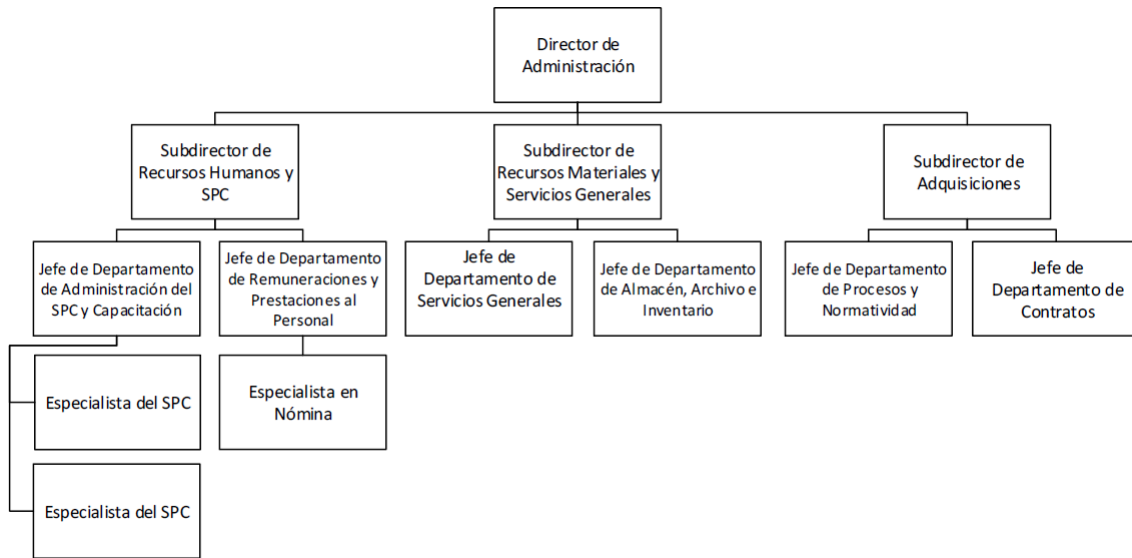 Director de
Administración
Subdirector de
Recursos Humanos y
SPC
Subdirector de
Recursos Materiales y
Servicios Generales
Subdirector de
Adquisiciones
Jefe de Departamento
de Administración del
SPC y Capacitación
Jefe de Departamento
de Remuneraciones y
Prestaciones al
Personal
Jefe de
Departamento de
Servicios Generales
Jefe de Departamento
de Almacén, Archivo e
Inventario
Jefe de Departamento
de Procesos y
Normatividad
Jefe de
Departamento de
Contratos
Especialista del SPC
Especialista en
Nómina
Especialista del SPC